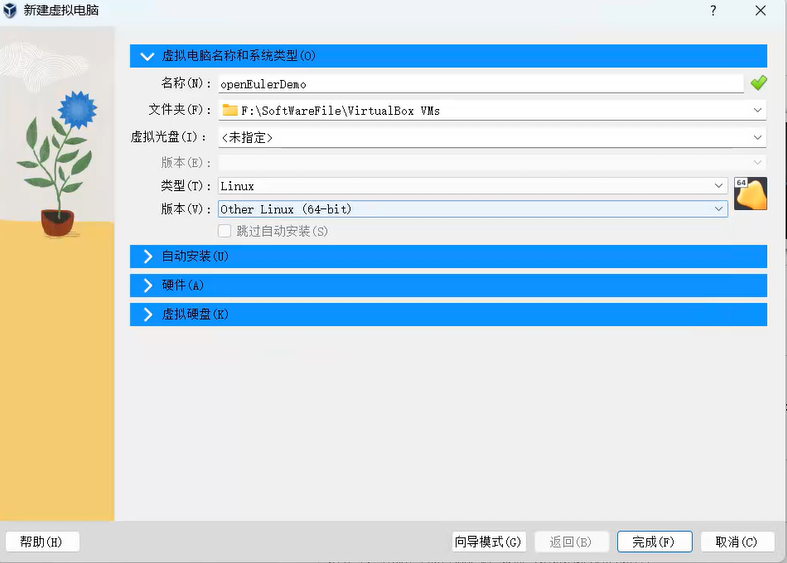 新建虚拟电脑
?
虚拟电脑名称和系统类型(O)
名称(N): openEulerDemo
文件夹(F): F:\SoftWareFile\VirtualBox VMs
虚拟光盘(I): <未指定>
版本(E):
类型(T): Linux
64
版本(V): Other Linux (64-bit)
跳过自动安装(S)
自动安装(U)
硬件(A)
虚拟硬盘(K)
帮助(H) 向导模式(G) 返回(B) 完成(F) 取消(C)